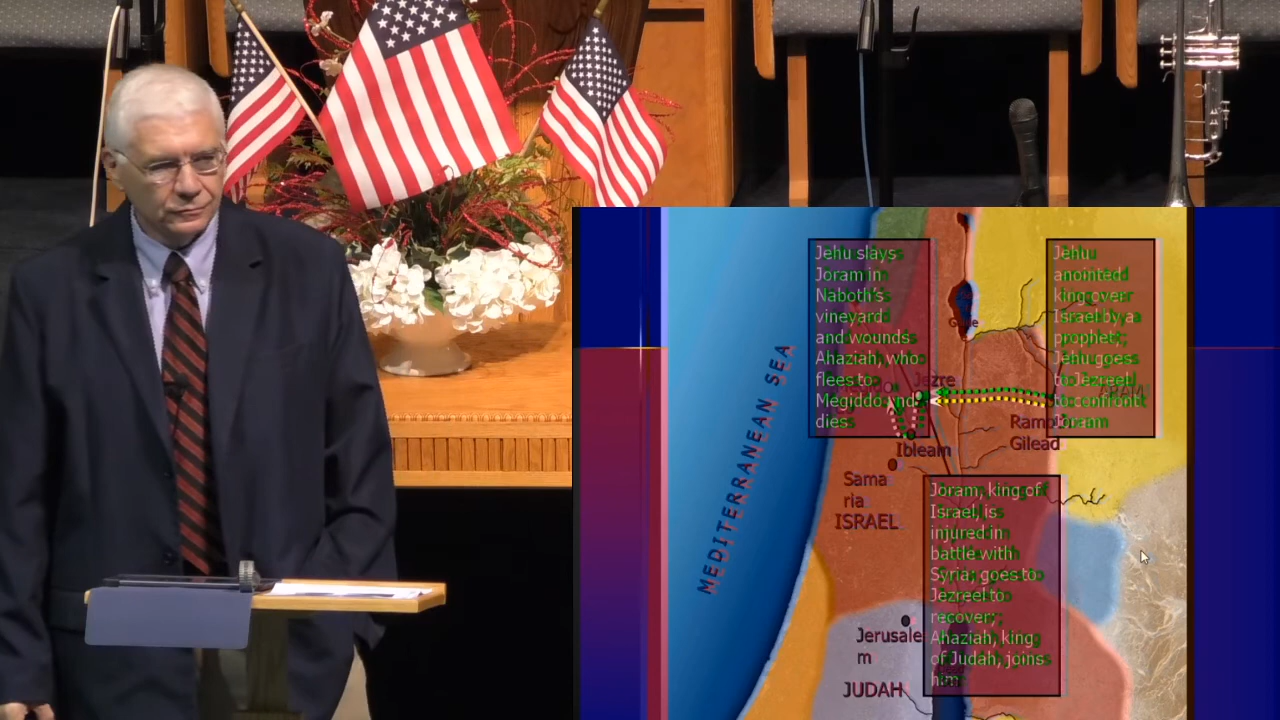 Jehu slays
Joram in
Naboth's
vineyard
and wounds
Ahaziah, who
flees to
Megiddo and
dies
Jehu
anointed
king over
Israel by a
prophet;
Jehu goes
to Jezreel
to confront
Joram
Jezre
ARAM
Ramo
Gilead
Ibleam
Sama
ria
ISRAEL
MEDITERRANEAN SEA
Joram, king of
Israel, is
injured in
battle with
Syria; goes to
Jezreel to
recover;
Ahaziah, king
of Judah, joins
him
Jerusale
m
JUDAH